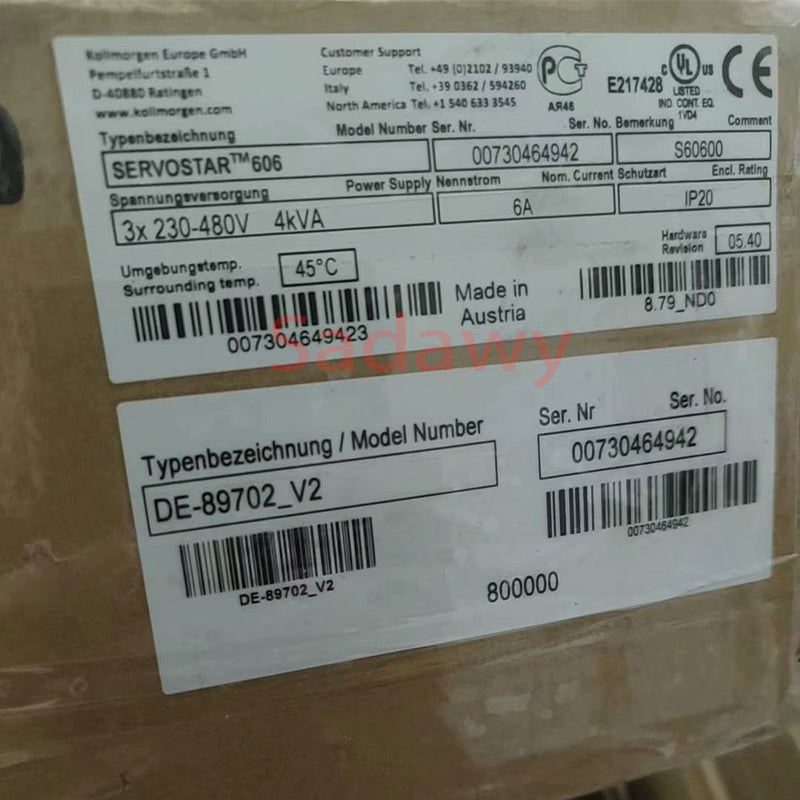 Kollmorgen Europe GmbH
Pempelfurtstraße 1
D-40880 Ratingen
www.kollmorgen.com
Customer Support
Europe Tel. +49 (0)2102 / 93940
Italy Tel. +39 0362 / 594260
North America Tel. +1 540 633 3545
АЯ46
E217428
C UL US
LISTED
IND. CONT. EQ.
1VD4
CE
Typenbezeichnung Model Number
SERVOSTAR™606
Ser. Nr. Ser. No.
00730464942
Bemerkung Comment
S60600
Spannungsversorgung Power Supply
3x 230-480V 4kVA
Nennstrom Nom. Current
6A
Schutzart Encl. Rating
IP20
Umgebungstemp.
Surrounding temp.
45°C
Hardware
Revision
05.40
007304649423
Made in
Austria
8.79_ND0
Sadawy
Typenbezeichnung / Model Number
DE-89702_V2
DE-89702_V2
Ser. Nr Ser. No.
00730464942
00730464942
800000